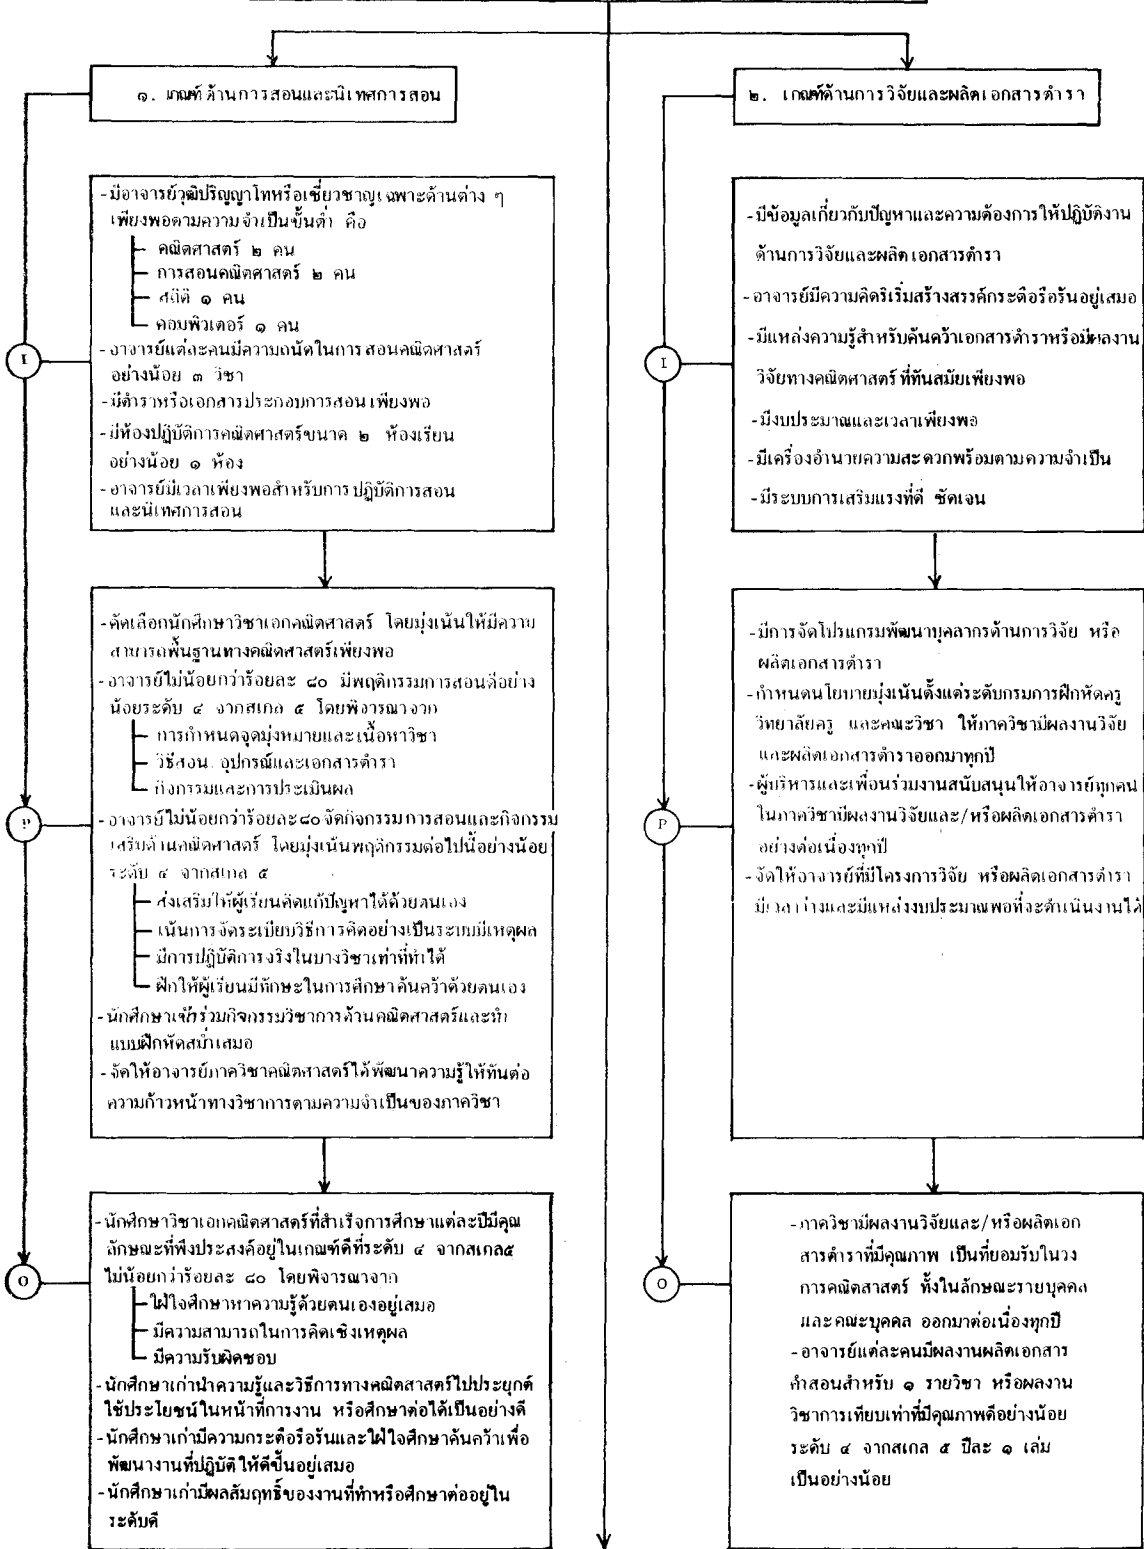 ๑. เกณฑ์ด้านการสอนและนิเทศการสอน
I
-มีอาจารย์วุฒิปริญญาโทหรือเชี่ยวชาญเฉพาะด้านต่าง ๆ
เพียงพอตามความจำเป็นขั้นต่ำ คือ
คณิตศาสตร์ ๒ คน
การสอนคณิตศาสตร์ ๒ คน
สถิติ ๑ คน
คอมพิวเตอร์ ๑ คน
-อาจารย์แต่ละคนมีความถนัดในการสอนคณิตศาสตร์
อย่างน้อย ๓ วิชา
-มีตำราหรือเอกสารประกอบการสอนเพียงพอ
-มีห้องปฏิบัติการคณิตศาสตร์ขนาด ๒ ห้องเรียน
อย่างน้อย ๑ ห้อง
-อาจารย์มีเวลาเพียงพอสำหรับการปฏิบัติการสอน
และนิเทศการสอน
P
-คัดเลือกนักศึกษาวิชาเอกคณิตศาสตร์ โดยมุ่งเน้นให้มีความ
สามารถพื้นฐานทางคณิตศาสตร์เพียงพอ
-อาจารย์ไม่น้อยกว่าร้อยละ ๘๐ มีพฤติกรรมการสอนดีอย่าง
น้อยระดับ ๔ จากสเกล ๕ โดยพิจารณาจาก
การกำหนดจุดมุ่งหมายและเนื้อหาวิชา
วิธีสอน อุปกรณ์และเอกสารตำรา
กิจกรรมและการประเมินผล
-อาจารย์ไม่น้อยกว่าร้อยละ๘๐จัดกิจกรรมการสอนและกิจกรรม
เสริมด้านคณิตศาสตร์ โดยมุ่งเน้นพฤติกรรมต่อไปนี้อย่างน้อย
ระดับ ๔ จากสเกล ๕
ส่งเสริมให้ผู้เรียนคิดแก้ปัญหาได้ด้วยตนเอง
เน้นการจัดระเบียบวิธีการคิดอย่างเป็นระบบมีเหตุผล
มีการปฏิบัติการจริงในบางวิชาเท่าที่ทำได้
ฝึกให้ผู้เรียนมีทักษะในการศึกษาค้นคว้าด้วยตนเอง
-นักศึกษาเข้าร่วมกิจกรรมวิชาการด้านคณิตศาสตร์และทำ
แบบฝึกหัดสม่ำเสมอ
-จัดให้อาจารย์ภาควิชาคณิตศาสตร์ได้พัฒนาความรู้ให้ทันต่อ
ความก้าวหน้าทางวิชาการตามความจำเป็นของภาควิชา
O
-นักศึกษาวิชาเอกคณิตศาสตร์ที่สำเร็จการศึกษาแต่ละปีมีคุณ
ลักษณะที่พึงประสงค์อยู่ในเกณฑ์ดีที่ระดับ ๔ จากสเกล๕
ไม่น้อยกว่าร้อยละ ๘๐ โดยพิจารณาจาก
ใฝ่ใจศึกษาหาความรู้ด้วยตนเองอยู่เสมอ
มีความสามารถในการคิดเชิงเหตุผล
มีความรับผิดชอบ
-นักศึกษาเก่านำความรู้และวิธีการทางคณิตศาสตร์ไปประยุกต์
ใช้ประโยชน์ในหน้าที่การงาน หรือศึกษาต่อได้เป็นอย่างดี
-นักศึกษาเก่ามีความกระตือรือร้นและใฝ่ใจศึกษาค้นคว้าเพื่อ
พัฒนางานที่ปฏิบัติให้ดีขึ้นอยู่เสมอ
-นักศึกษาเก่ามีผลสัมฤทธิ์ของงานที่ทำหรือศึกษาต่ออยู่ใน
ระดับดี
๒. เกณฑ์ด้านการวิจัยและผลิตเอกสารตำรา
I
-มีข้อมูลเกี่ยวกับปัญหาและความต้องการให้ปฏิบัติงาน
ด้านการวิจัยและผลิตเอกสารตำรา
-อาจารย์มีความคิดริเริ่มสร้างสรรค์กระตือรือร้นอยู่เสมอ
-มีแหล่งความรู้สำหรับค้นคว้าเอกสารตำราหรือมีผลงาน
วิจัยทางคณิตศาสตร์ที่ทันสมัยเพียงพอ
-มีงบประมาณและเวลาเพียงพอ
-มีเครื่องอำนวยความสะดวกพร้อมตามความจำเป็น
-มีระบบการเสริมแรงที่ดี ชัดเจน
P
-มีการจัดโปรแกรมพัฒนาบุคลากรด้านการวิจัย หรือ
ผลิตเอกสารตำรา
-กำหนดนโยบายมุ่งเน้นตั้งแต่ระดับกรมการฝึกหัดครู
วิทยาลัยครู และคณะวิชา ให้ภาควิชามีผลงานวิจัย
และผลิตเอกสารตำราออกมาทุกปี
-ผู้บริหารและเพื่อนร่วมงานสนับสนุนให้อาจารย์ทุกคน
ในภาควิชามีผลงานวิจัยและ/หรือผลิตเอกสารตำรา
อย่างต่อเนื่องทุกปี
-จัดให้อาจารย์ที่มีโครงการวิจัย หรือผลิตเอกสารตำรา
มีเวลาว่างและมีแหล่งงบประมาณพอที่จะดำเนินงานได้
O
-ภาควิชามีผลงานวิจัยและ/หรือผลิตเอก
สารตำราที่มีคุณภาพ เป็นที่ยอมรับในวง
การคณิตศาสตร์ ทั้งในลักษณะรายบุคคล
และคณะบุคคล ออกมาต่อเนื่องทุกปี
-อาจารย์แต่ละคนมีผลงานผลิตเอกสาร
คำสอนสำหรับ ๑ รายวิชา หรือผลงาน
วิชาการเทียบเท่าที่มีคุณภาพดีอย่างน้อย
ระดับ ๔ จากสเกล ๕ ปีละ ๑ เล่ม
เป็นอย่างน้อย